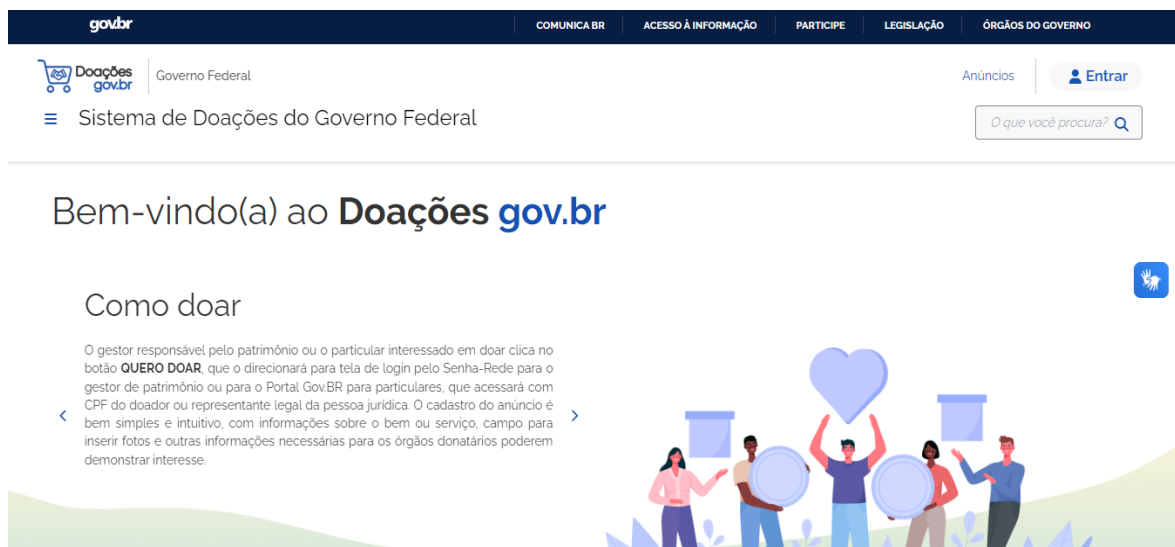 gov.br
COMUNICA BR
ACESSO À INFORMAÇÃO
PARTICIPE
LEGISLAÇÃO
ÓRGÃOS DO GOVERNO
Doações
gov.br
Governo Federal
Anúncios
Entrar
Sistema de Doações do Governo Federal
O que você procura?
Bem-vindo(a) ao Doações gov.br
Como doar
O gestor responsável pelo patrimônio ou o particular interessado em doar clica no
botão QUERO DOAR, que o direcionará para tela de login pelo Senha-Rede para o
gestor de patrimônio ou para o Portal Gov.BR para particulares, que acessará com
CPF do doador ou representante legal da pessoa jurídica. O cadastro do anúncio é
bem simples e intuitivo, com informações sobre o bem ou serviço, campo para
inserir fotos e outras informações necessárias para os órgãos donatários poderem
demonstrar interesse.